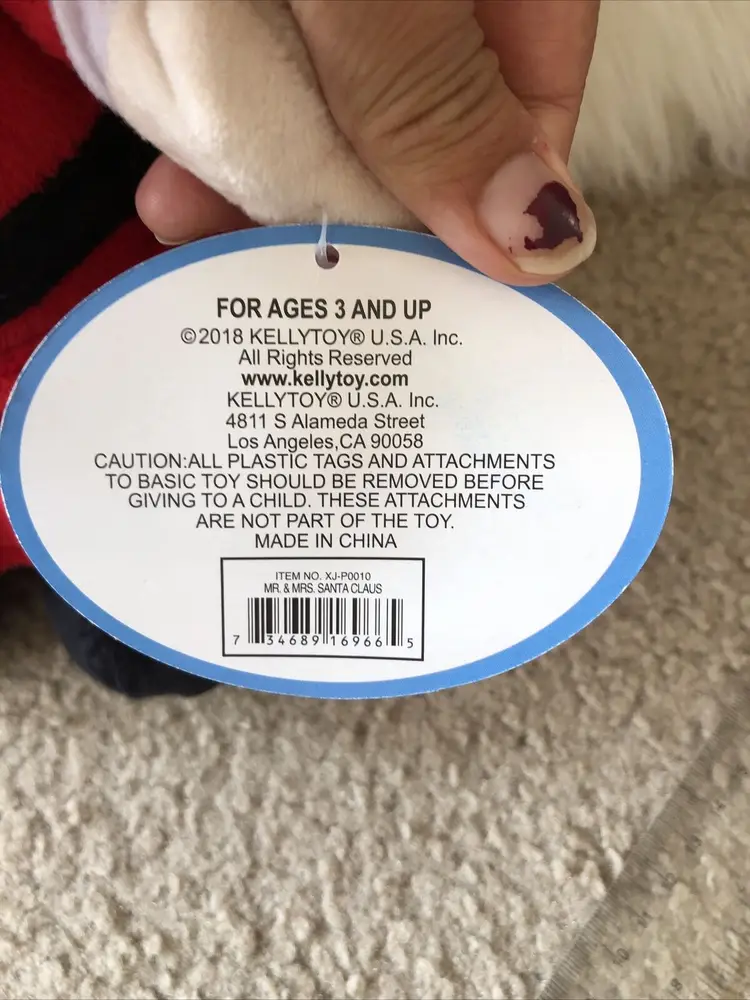 FOR AGES 3 AND UP
©2018 KELLYTOY® U.S.A. Inc.
All Rights Reserved
www.kellytoy.com
KELLYTOY® U.S.A. Inc.
4811 S Alameda Street
Los Angeles,CA 90058
CAUTION:ALL PLASTIC TAGS AND ATTACHMENTS
TO BASIC TOY SHOULD BE REMOVED BEFORE
GIVING TO A CHILD. THESE ATTACHMENTS
ARE NOT PART OF THE TOY.
MADE IN CHINA
ITEM NO. XJ-P0010
MR. & MRS. SANTA CLAUS
7 34689 16966 5